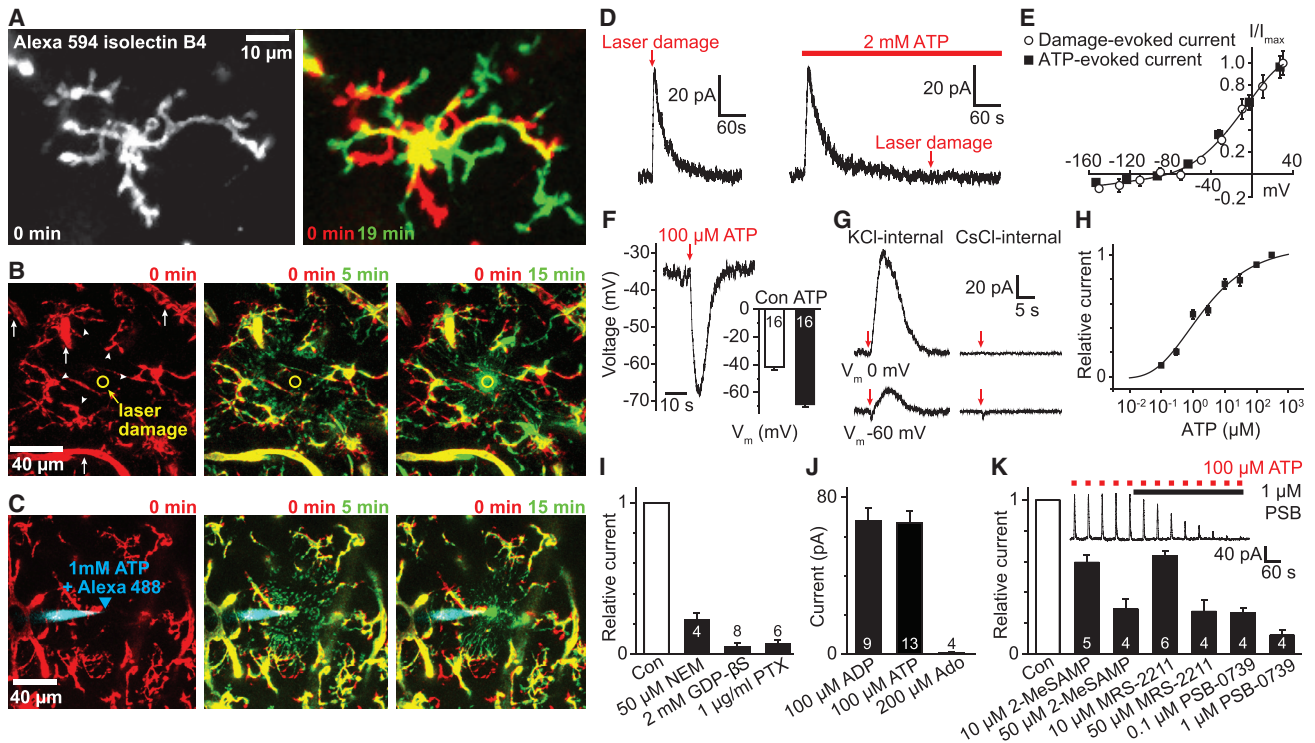 A
Alexa 594 isolectin B4
10 µm
0 min
0 min 19 min
B
0 min
0 min 5 min
0 min 15 min
laser damage
40 µm
C
0 min
0 min 5 min
0 min 15 min
1mM ATP + Alexa 488
40 µm
D
Laser damage
20 pA
60s
2 mM ATP
20 pA
60 s
Laser damage
E
I/Imax
Damage-evoked current
ATP-evoked current
1.0
0.8
0.4
0.2
-0.2
-160 -120 -80 -40 40
mV
F
100 µM ATP
Voltage (mV)
-30
-40
-50
-60
-70
10 s
Con ATP
0
-20
-40
-60
16 16
Vm (mV)
G
KCl-internal CsCl-internal
20 pA
5 s
Vm 0 mV
Vm -60 mV
H
Relative current
1
0
10⁻² 10⁻¹ 10⁰ 10¹ 10² 10³
ATP (µM)
I
Relative current
1
0
4 8 6
Con
50 µM NEM
2 mM GDP-βS
1 µg/ml PTX
J
Current (pA)
80
40
0
9 13 4
100 µM ADP
100 µM ATP
200 µM Ado
K
100 µM ATP
1 µM PSB
40 pA
60 s
Relative current
1
0
5 4 6 4 4 4
Con
10 µM 2-MeSAMP
50 µM 2-MeSAMP
10 µM MRS-2211
50 µM MRS-2211
0.1 µM PSB-0739
1 µM PSB-0739